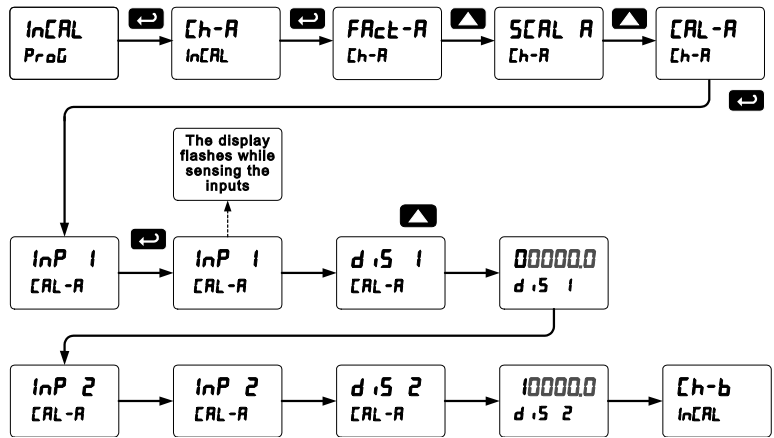 InCAL
ProG
Ch-A
InCAL
FAct-A
Ch-A
SCAL A
Ch-A
CAL-A
Ch-A
The display
flashes while
sensing the
inputs
InP 1
CAL-A
InP 1
CAL-A
diS 1
CAL-A
00000.0
diS 1
InP 2
CAL-A
InP 2
CAL-A
diS 2
CAL-A
10000.0
diS 2
Ch-b
InCAL